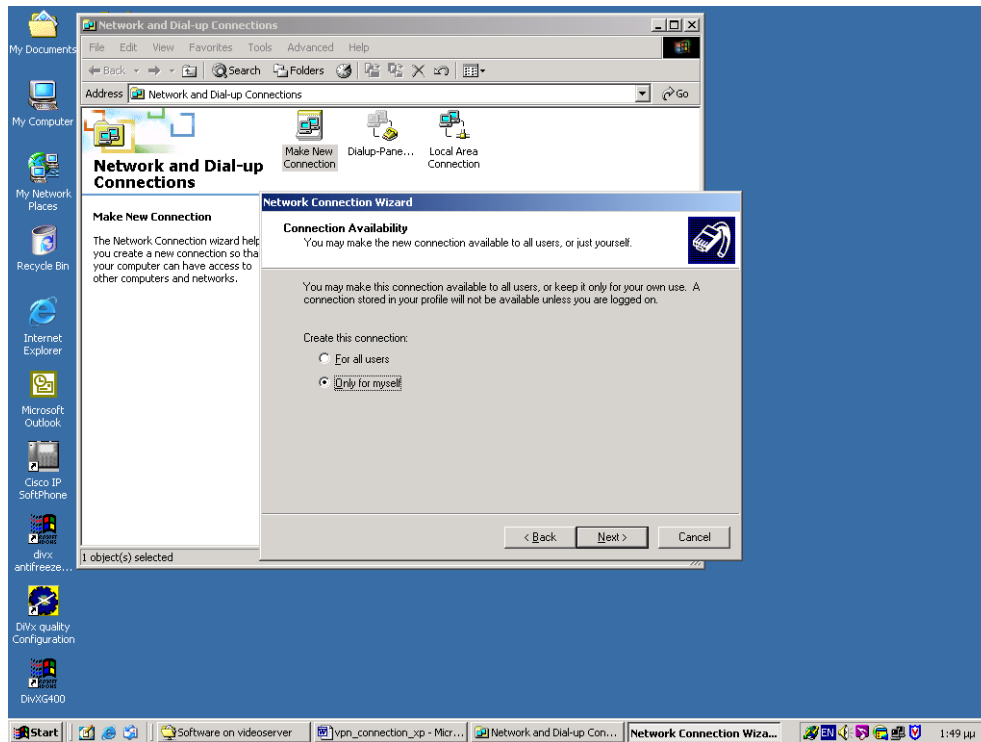 My Documents
My Computer
My Network
Places
Recycle Bin
Internet
Explorer
Microsoft
Outlook
Cisco IP
SoftPhone
divx
antifreeze...
DiVx quality
Configuration
DivXG400
Network and Dial-up Connections
File Edit View Favorites Tools Advanced Help
Back Search Folders
Address Network and Dial-up Connections Go
Make New
Connection
Dialup-Pane...
Local Area
Connection
Network and Dial-up
Connections
Make New Connection
The Network Connection wizard help
you create a new connection so tha
your computer can have access to
other computers and networks.
1 object(s) selected
Network Connection Wizard
Connection Availability
You may make the new connection available to all users, or just yourself.
You may make this connection available to all users, or keep it only for your own use. A
connection stored in your profile will not be available unless you are logged on.
Create this connection:
For all users
Only for myself
< Back Next > Cancel
Start Software on videoserver vpn_connection_xp - Micr... Network and Dial-up Con... Network Connection Wiza... EN 1:49 μμ